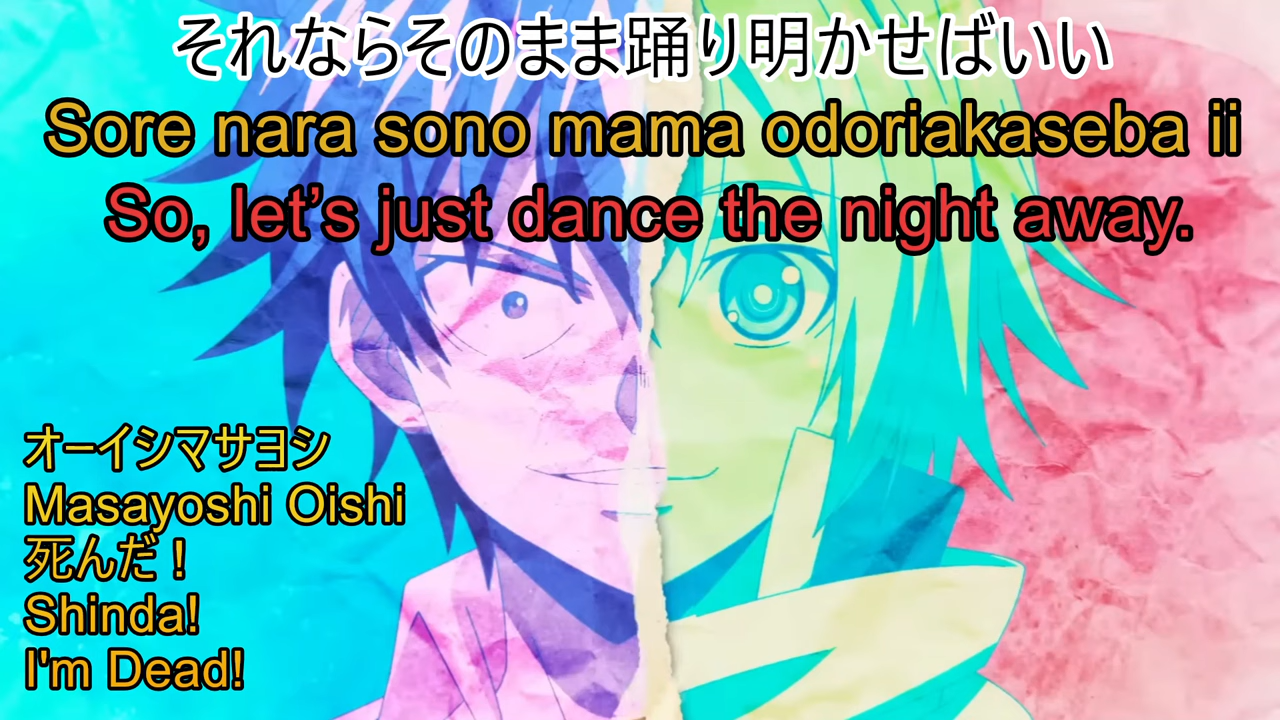 それならそのまま踊り明かせばいい
Sore nara sono mama odoriakaseba ii
So, let’s just dance the night away.
オーイシマサヨシ
Masayoshi Oishi
死んだ！
Shinda!
I'm Dead!